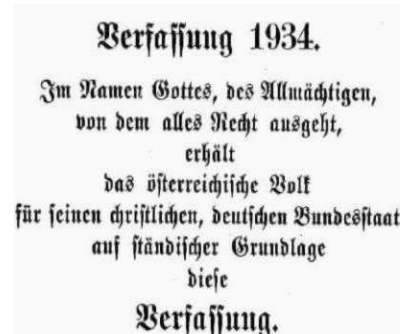 Verfassung 1934.
Im Namen Gottes, des Allmächtigen,
von dem alles Recht ausgeht,
erhält
das österreichische Volk
für seinen christlichen, deutschen Bundesstaat
auf ständischer Grundlage
diese
Verfassung.